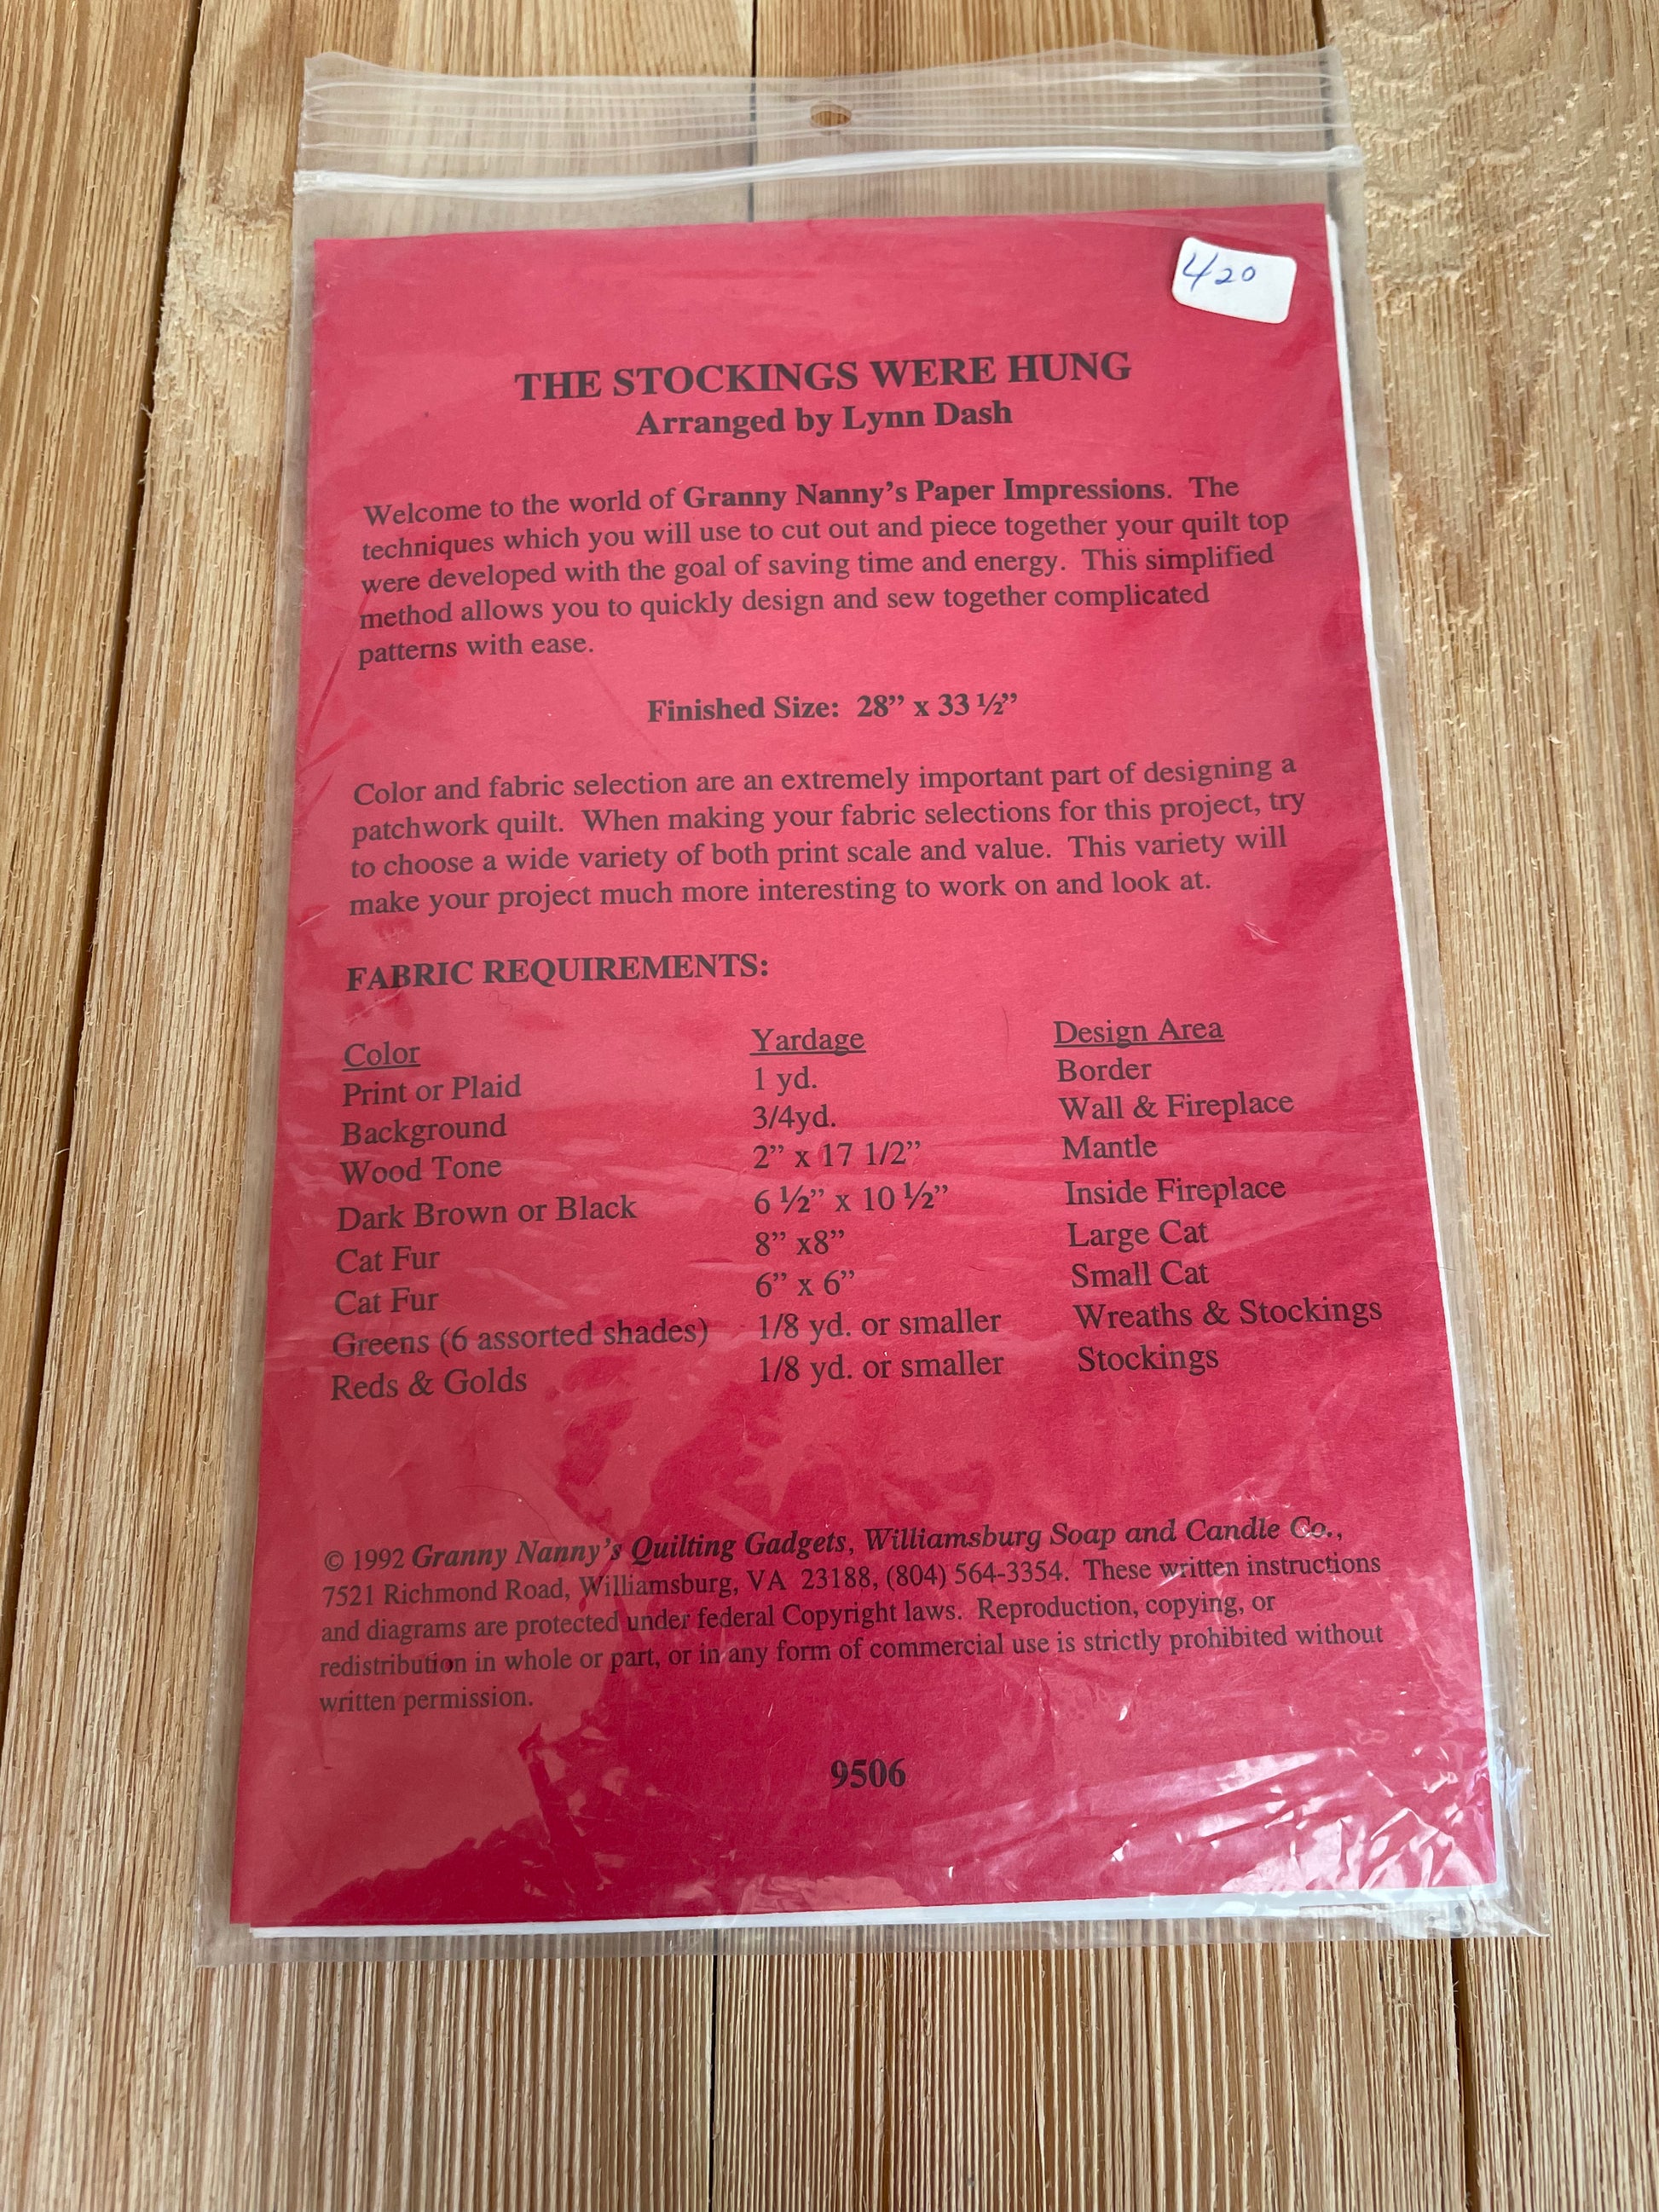 420
THE STOCKINGS WERE HUNG
Arranged by Lynn Dash
Welcome to the world of Granny Nanny's Paper Impressions. The
techniques which you will use to cut out and piece together your quilt top
were developed with the goal of saving time and energy. This simplified
method allows you to quickly design and sew together complicated
patterns with ease.
Finished Size: 28” x 33 ½”
Color and fabric selection are an extremely important part of designing a
patchwork quilt. When making your fabric selections for this project, try
to choose a wide variety of both print scale and value. This variety will
make your project much more interesting to work on and look at.
FABRIC REQUIREMENTS:
Color Yardage Design Area
Print or Plaid 1 yd. Border
Background 3/4yd. Wall & Fireplace
Wood Tone 2” x 17 1/2” Mantle
Dark Brown or Black 6 ½” x 10 ½” Inside Fireplace
Cat Fur 8” x8” Large Cat
Cat Fur 6” x 6” Small Cat
Greens (6 assorted shades) 1/8 yd. or smaller Wreaths & Stockings
Reds & Golds 1/8 yd. or smaller Stockings
© 1992 Granny Nanny's Quilting Gadgets, Williamsburg Soap and Candle Co.,
7521 Richmond Road, Williamsburg, VA 23188, (804) 564-3354. These written instructions
and diagrams are protected under federal Copyright laws. Reproduction, copying, or
redistribution in whole or part, or in any form of commercial use is strictly prohibited without
written permission.
9506